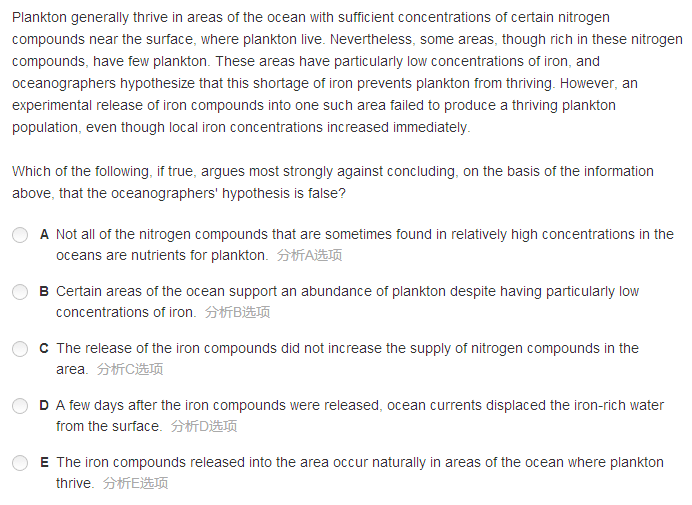 Plankton generally thrive in areas of the ocean with sufficient concentrations of certain nitrogen
compounds near the surface, where plankton live. Nevertheless, some areas, though rich in these nitrogen
compounds, have few plankton. These areas have particularly low concentrations of iron, and
oceanographers hypothesize that this shortage of iron prevents plankton from thriving. However, an
experimental release of iron compounds into one such area failed to produce a thriving plankton
population, even though local iron concentrations increased immediately.
Which of the following, if true, argues most strongly against concluding, on the basis of the information
above, that the oceanographers' hypothesis is false?
A Not all of the nitrogen compounds that are sometimes found in relatively high concentrations in the
oceans are nutrients for plankton. 分析A选项
B Certain areas of the ocean support an abundance of plankton despite having particularly low
concentrations of iron. 分析B选项
C The release of the iron compounds did not increase the supply of nitrogen compounds in the
area. 分析C选项
D A few days after the iron compounds were released, ocean currents displaced the iron-rich water
from the surface. 分析D选项
E The iron compounds released into the area occur naturally in areas of the ocean where plankton
thrive. 分析E选项